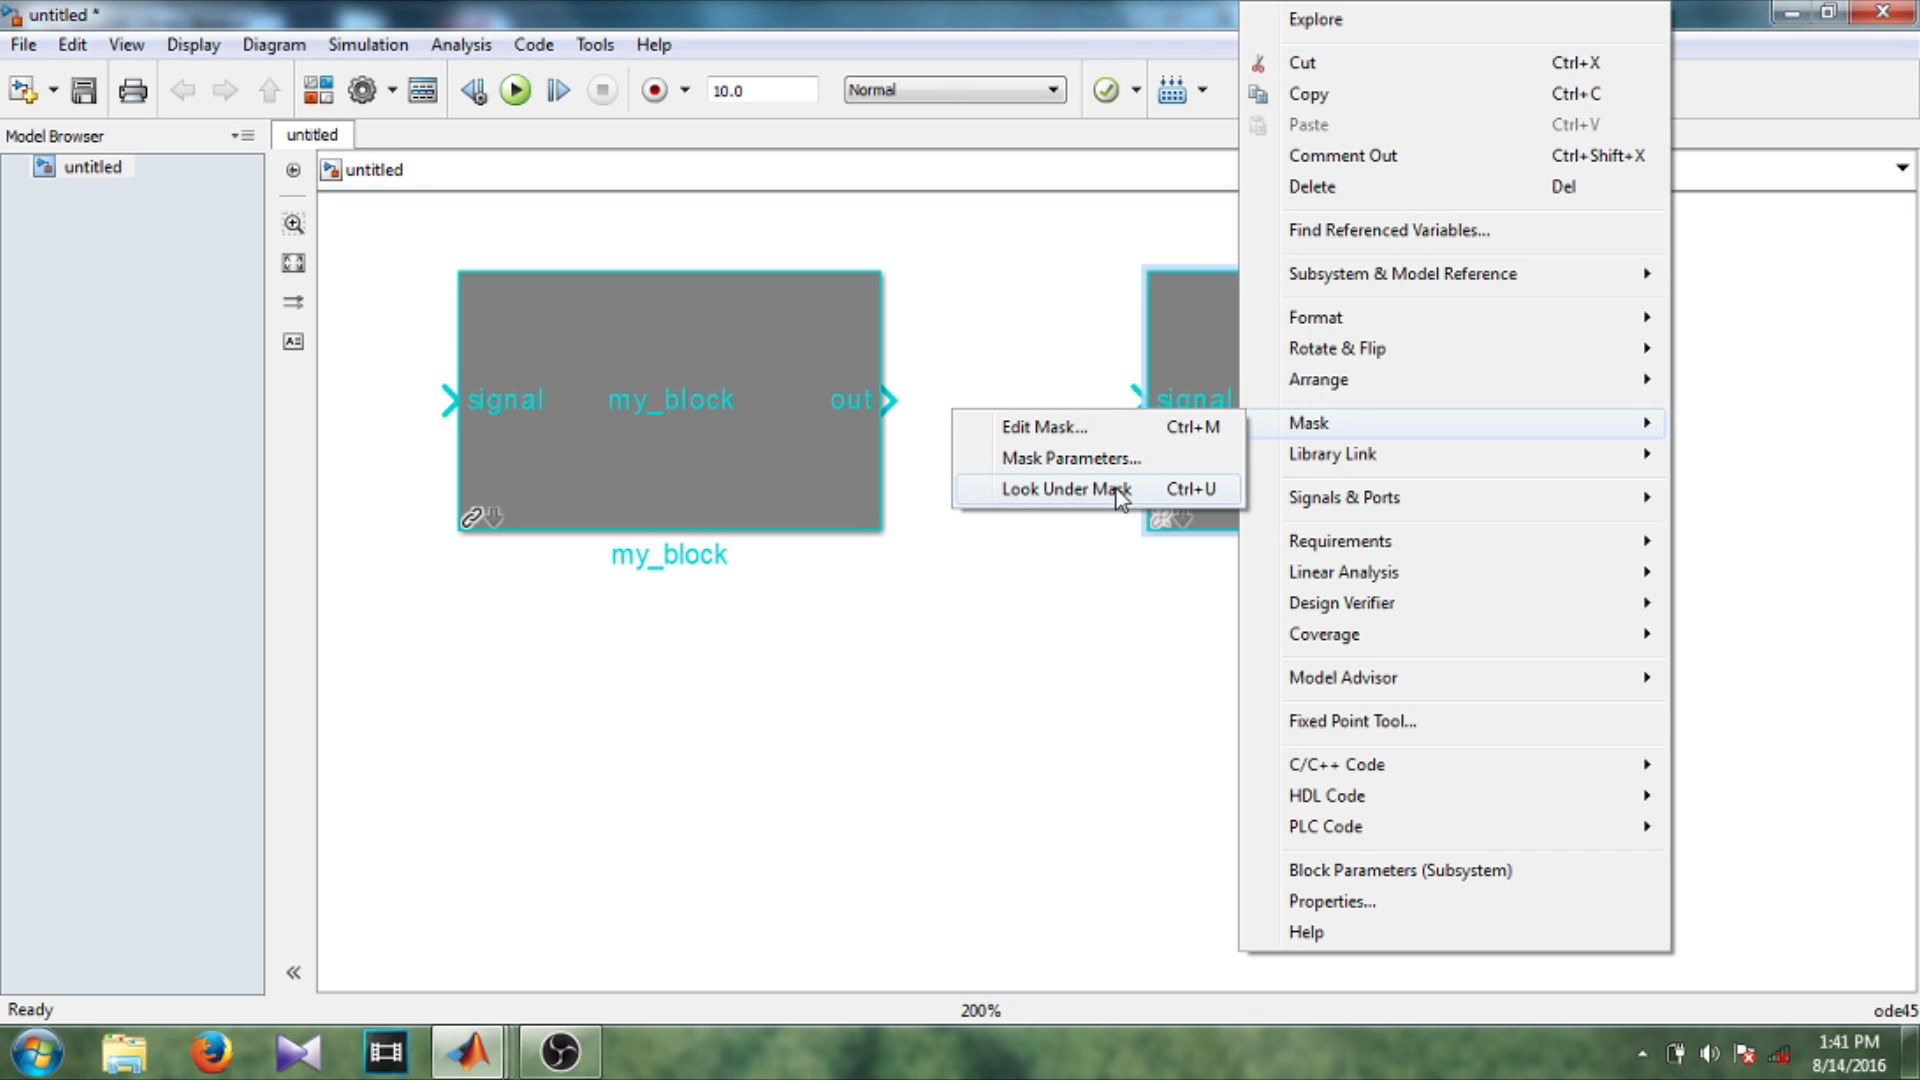 untitled *
File Edit View Display Diagram Simulation Analysis Code Tools Help
10.0 Normal
Model Browser
untitled
untitled
untitled
signal my_block out
my_block
signal
Explore
Cut Ctrl+X
Copy Ctrl+C
Paste Ctrl+V
Comment Out Ctrl+Shift+X
Delete Del
Find Referenced Variables...
Subsystem & Model Reference
Format
Rotate & Flip
Arrange
Mask
Library Link
Signals & Ports
Requirements
Linear Analysis
Design Verifier
Coverage
Model Advisor
Fixed Point Tool...
C/C++ Code
HDL Code
PLC Code
Block Parameters (Subsystem)
Properties...
Help
Edit Mask... Ctrl+M
Mask Parameters...
Look Under Mask Ctrl+U
Ready 200% ode45
1:41 PM
8/14/2016